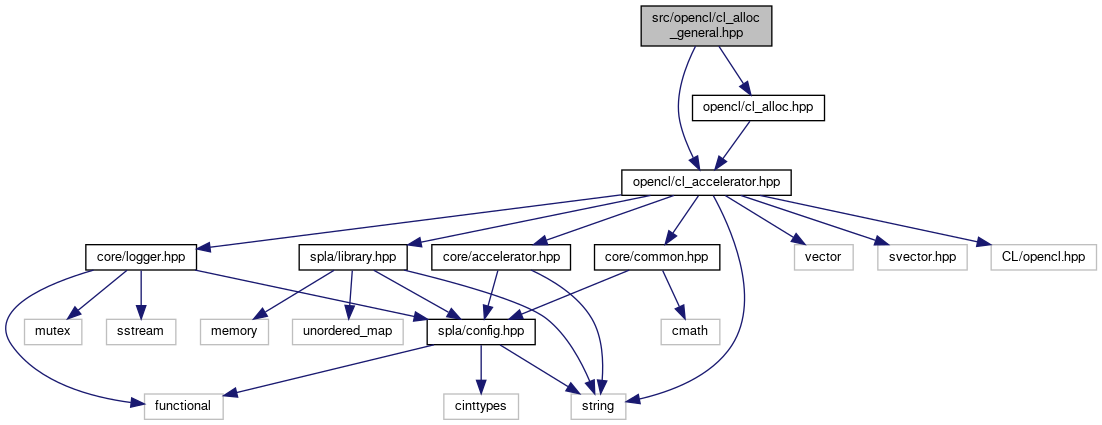 src/opencl/cl_alloc
_general.hpp
opencl/cl_alloc.hpp
opencl/cl_accelerator.hpp
core/logger.hpp
spla/library.hpp
core/accelerator.hpp
core/common.hpp
vector
svector.hpp
CL/opencl.hpp
mutex
sstream
memory
unordered_map
spla/config.hpp
cmath
functional
cinttypes
string